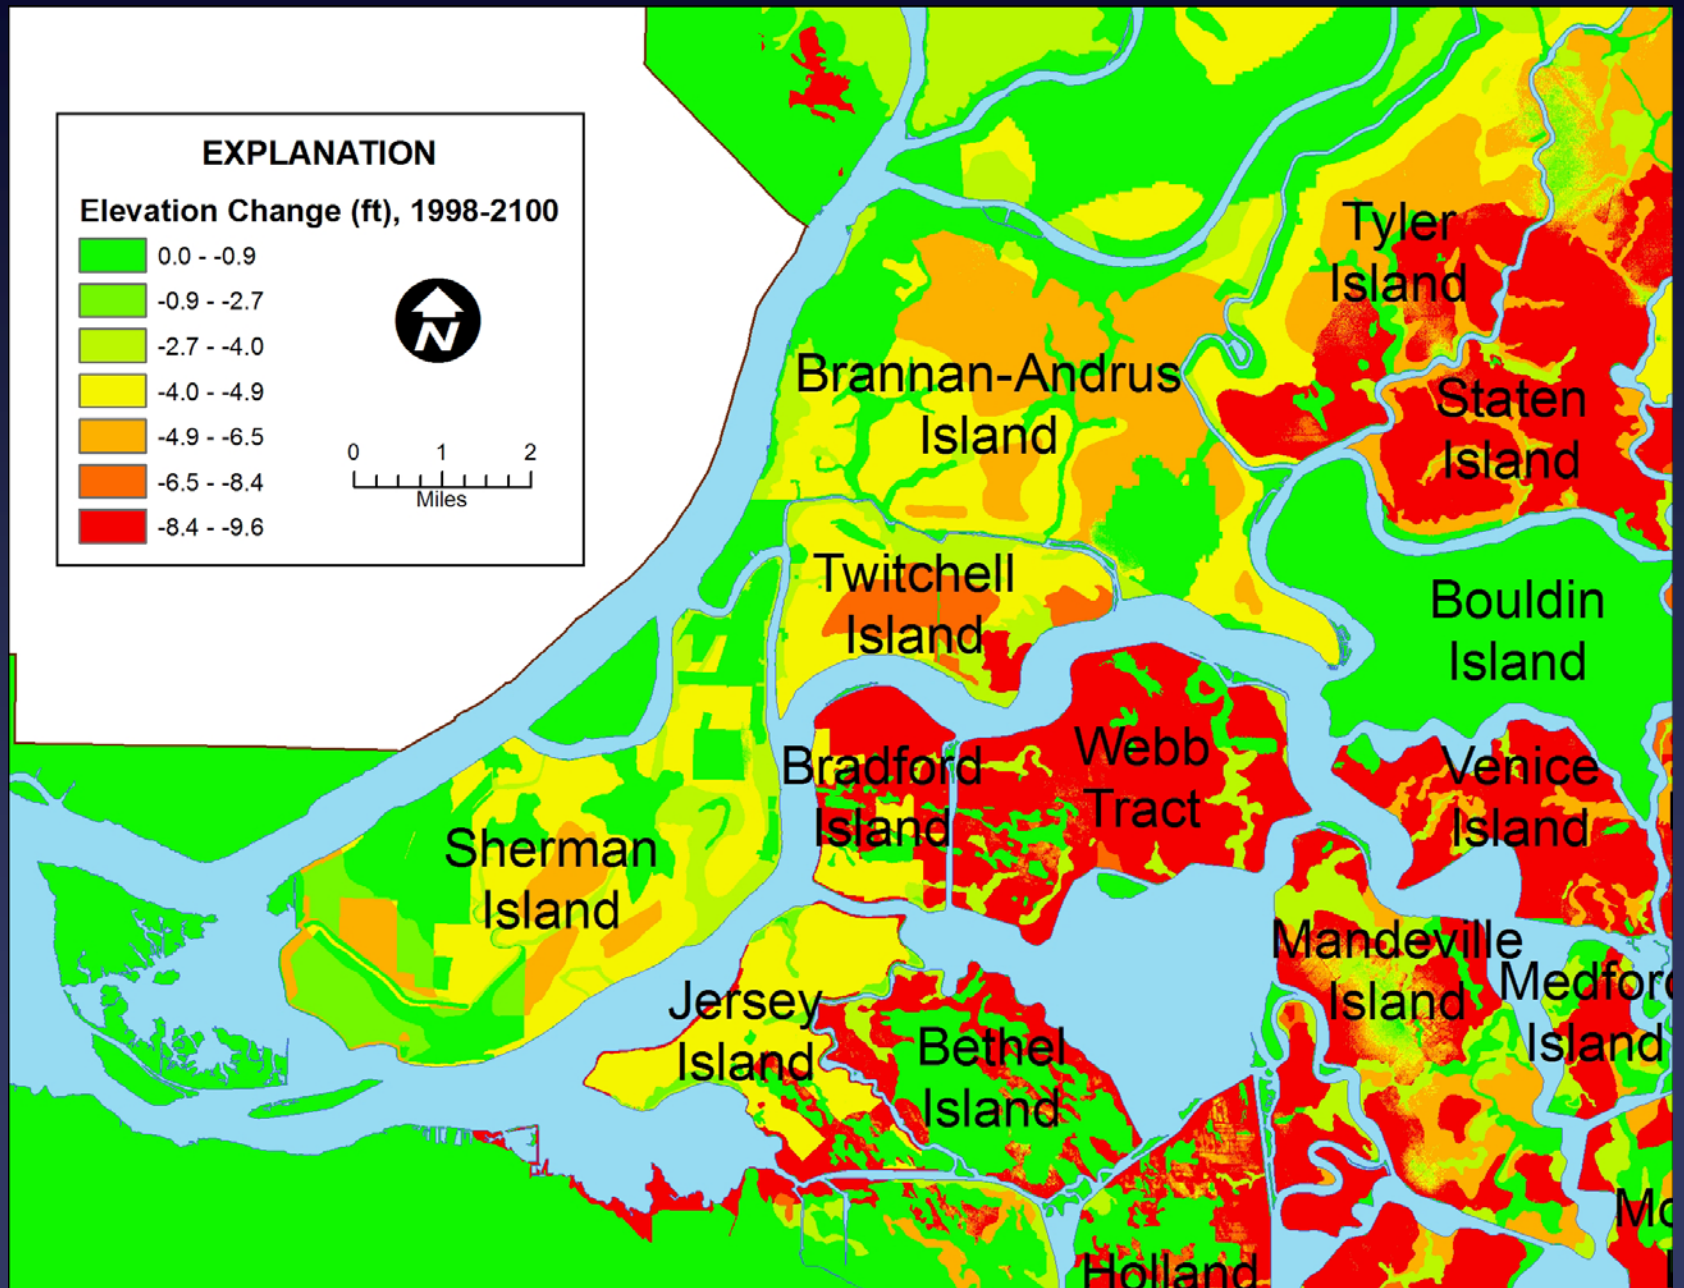 EXPLANATION
Elevation Change (ft), 1998-2100
0.0 - -0.9
-0.9 - -2.7
-2.7 - -4.0
-4.0 - -4.9
-4.9 - -6.5
-6.5 - -8.4
-8.4 - -9.6
N
0 1 2
Miles
Tyler
Island
Brannan-Andrus
Island
Staten
Island
Twitchell
Island
Bouldin
Island
Bradford
Island
Webb
Tract
Venice
Island
Sherman
Island
Mandeville
Island
Medford
Island
Jersey
Island
Bethel
Island
Holland